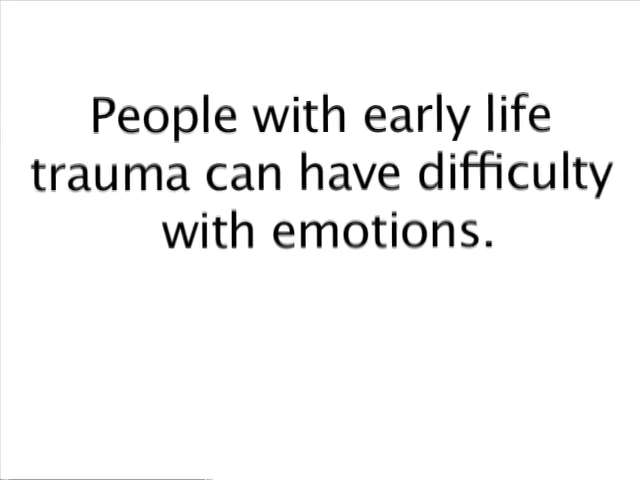 People with early life
trauma can have difficulty
with emotions.